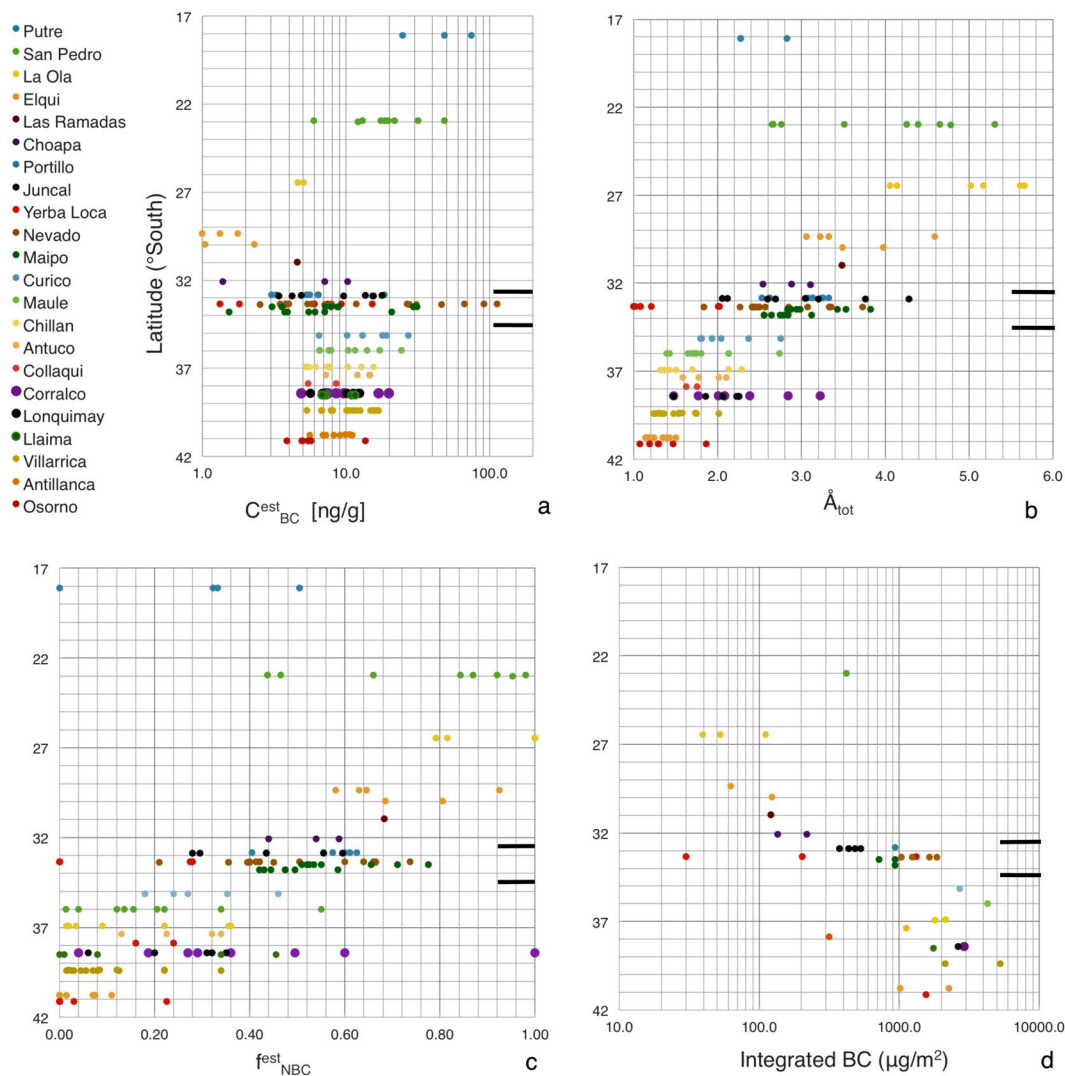 Putre
San Pedro
La Ola
Elqui
Las Ramadas
Choapa
Portillo
Juncal
Yerba Loca
Nevado
Maipo
Curico
Maule
Chillan
Antuco
Collaqui
Corralco
Lonquimay
Llaima
Villarrica
Antillanca
Osorno
Latitude (°South)
17
22
27
32
37
42
1.0 10.0 100.0
C^est_BC [ng/g]
a
17
22
27
32
37
42
1.0 2.0 3.0 4.0 5.0 6.0
Å_tot
b
17
22
27
32
37
42
0.00 0.20 0.40 0.60 0.80 1.00
f^est_NBC
c
17
22
27
32
37
42
10.0 100.0 1000.0 10000.0
Integrated BC (µg/m²)
d